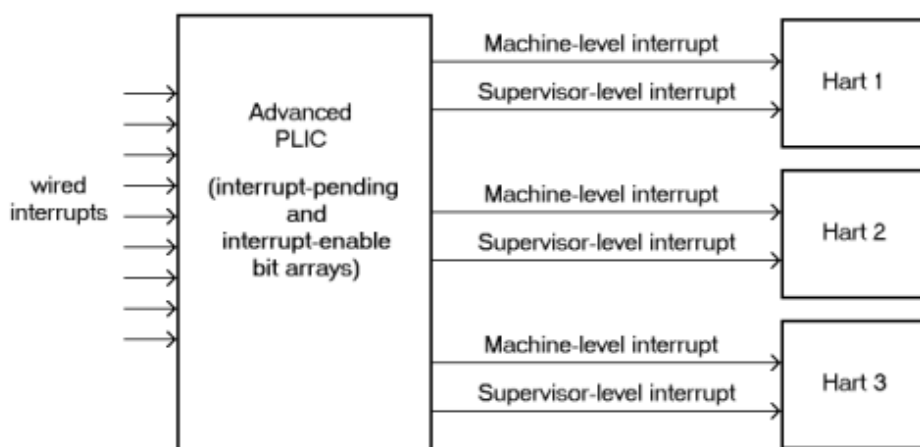 wired
interrupts
Advanced
PLIC
(interrupt-pending
and
interrupt-enable
bit arrays)
Machine-level interrupt
Supervisor-level interrupt
Hart 1
Machine-level interrupt
Supervisor-level interrupt
Hart 2
Machine-level interrupt
Supervisor-level interrupt
Hart 3